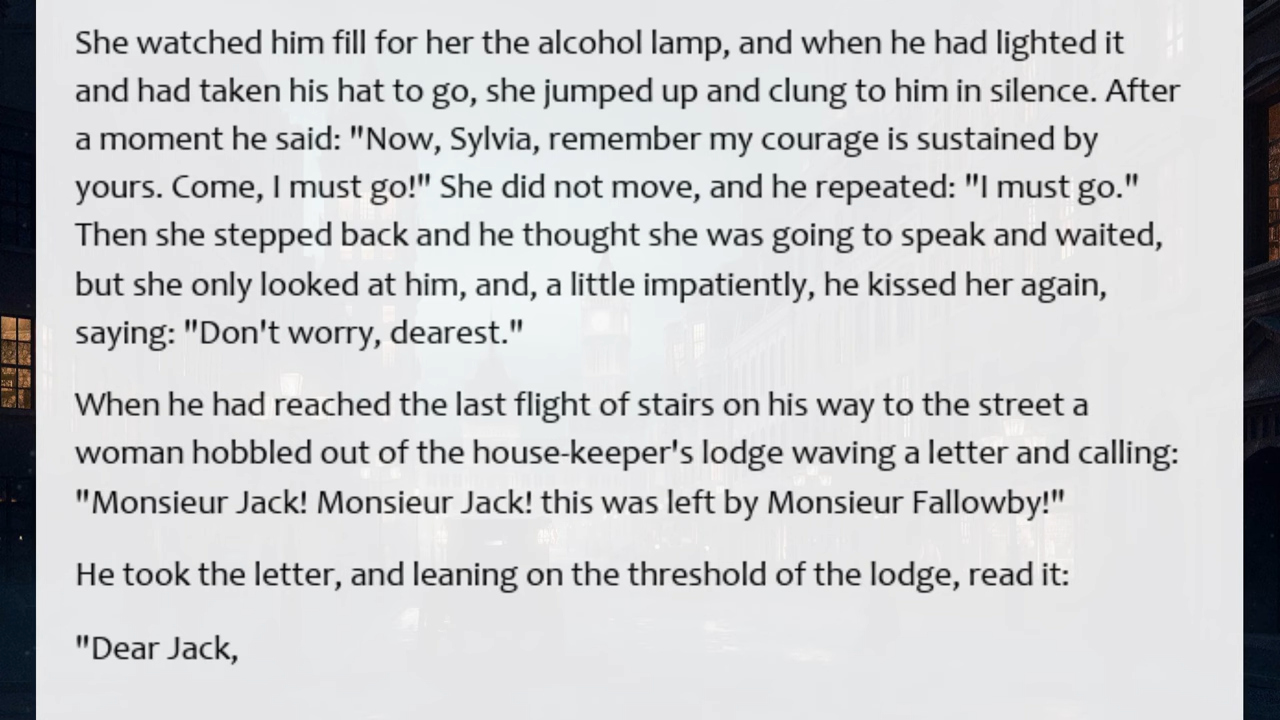 She watched him fill for her the alcohol lamp, and when he had lighted it
and had taken his hat to go, she jumped up and clung to him in silence. After
a moment he said: "Now, Sylvia, remember my courage is sustained by
yours. Come, I must go!" She did not move, and he repeated: "I must go."
Then she stepped back and he thought she was going to speak and waited,
but she only looked at him, and, a little impatiently, he kissed her again,
saying: "Don't worry, dearest."
When he had reached the last flight of stairs on his way to the street a
woman hobbled out of the house-keeper's lodge waving a letter and calling:
"Monsieur Jack! Monsieur Jack! this was left by Monsieur Fallowby!"
He took the letter, and leaning on the threshold of the lodge, read it:
"Dear Jack,